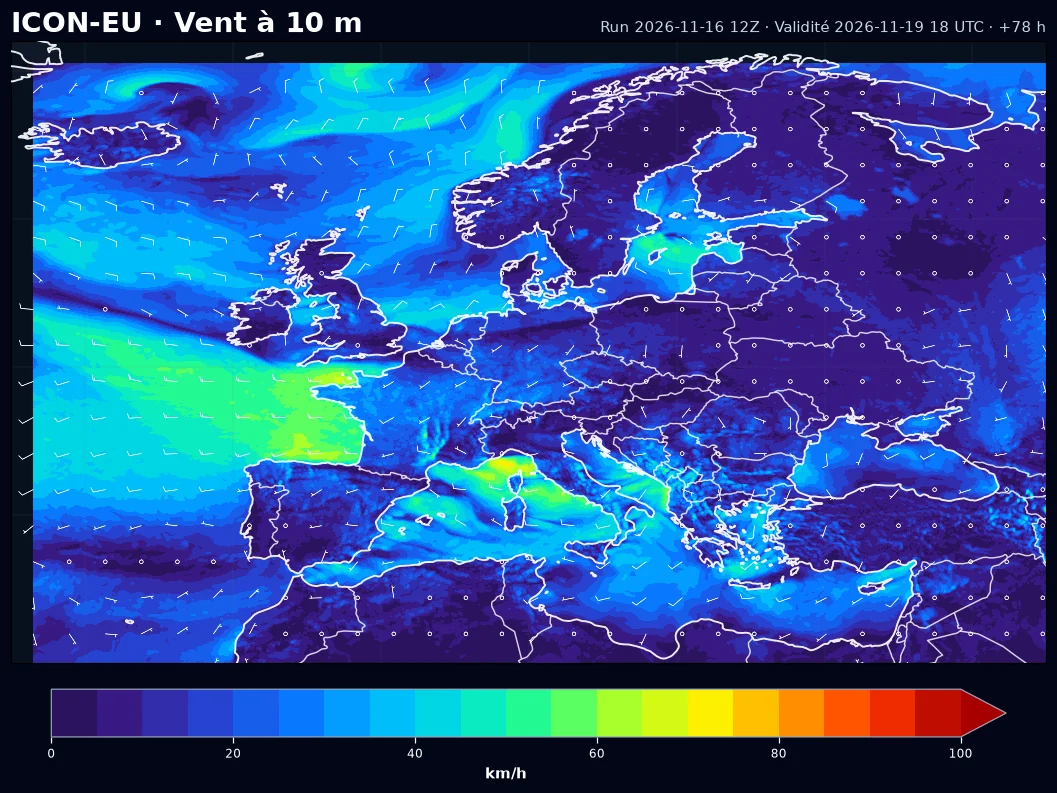 ICON-EU · Vent à 10 m
Run 2026-11-16 12Z · Validité 2026-11-19 18 UTC · +78 h
0 20 40 60 80 100
km/h